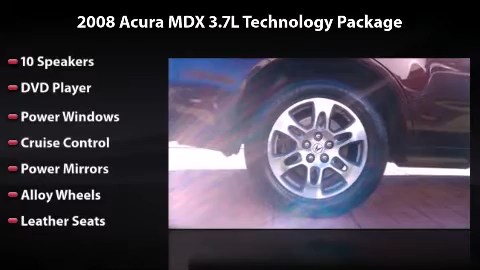 2008 Acura MDX 3.7L Technology Package
10 Speakers
DVD Player
Power Windows
Cruise Control
Power Mirrors
Alloy Wheels
Leather Seats